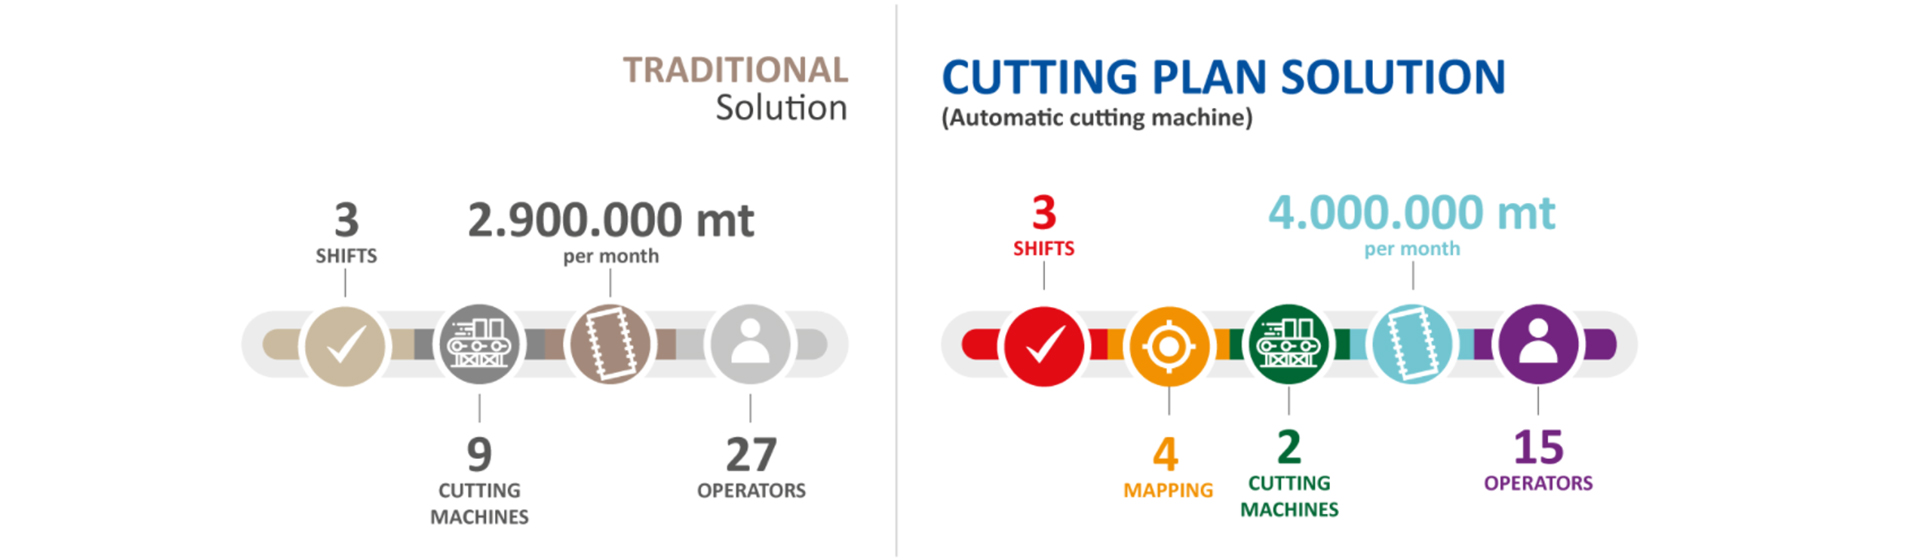 TRADITIONAL
Solution
3
SHIFTS
2.900.000 mt
per month
9
CUTTING
MACHINES
27
OPERATORS
CUTTING PLAN SOLUTION
(Automatic cutting machine)
3
SHIFTS
4.000.000 mt
per month
4
MAPPING
2
CUTTING
MACHINES
15
OPERATORS